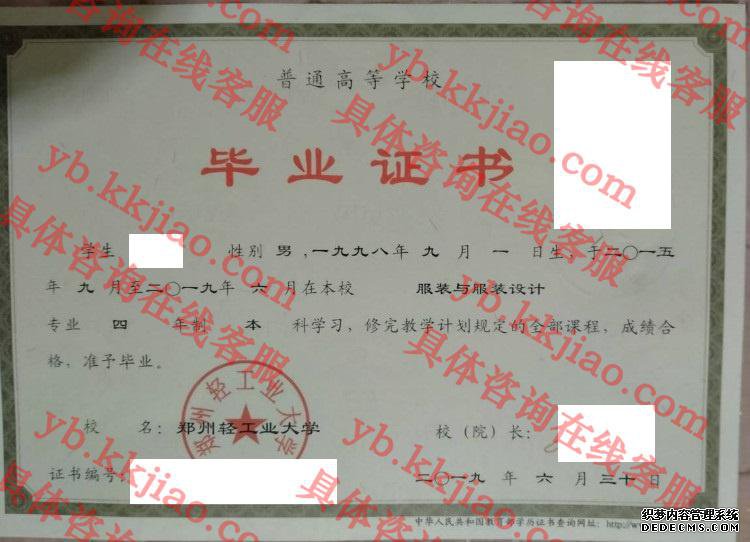 普通高等学校
毕业证书
学生 性别 男 ,一九九八年 九 月 一 日生, 于二〇一五
年 九 月至二〇一九年 六 月在本校 服装与服装设计
专业 四 年制 本 科学习, 修完教学计划规定的全部课程, 成绩合
格, 准予毕业。
郑州轻工业大学
校 名: 郑州轻工业大学 校 (院) 长:
证书编号: 二〇一九 年 六 月 三十 日
中华人民共和国教育部学历证书查询网址: http://w
具体咨询在线客服
yb.kkjiao.com
织梦内容管理系统